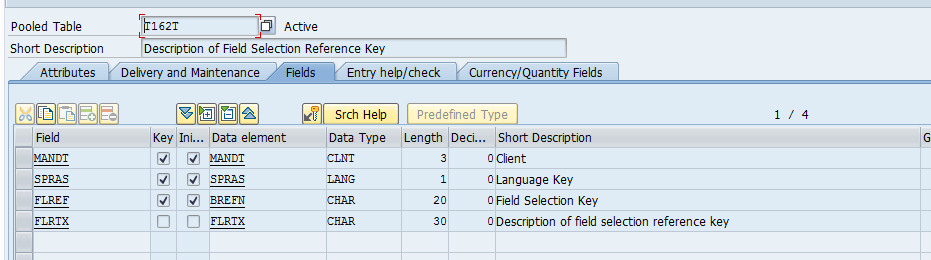 Pooled Table T162T Active
Short Description Description of Field Selection Reference Key
Attributes Delivery and Maintenance Fields Entry help/check Currency/Quantity Fields
Srch Help Predefined Type 1 / 4
Field Key Ini... Data element Data Type Length Deci... Short Description G
MANDT MANDT CLNT 3 0 Client
SPRAS SPRAS LANG 1 0 Language Key
FLREF BREFN CHAR 20 0 Field Selection Key
FLRTX FLRTX CHAR 30 0 Description of field selection reference key